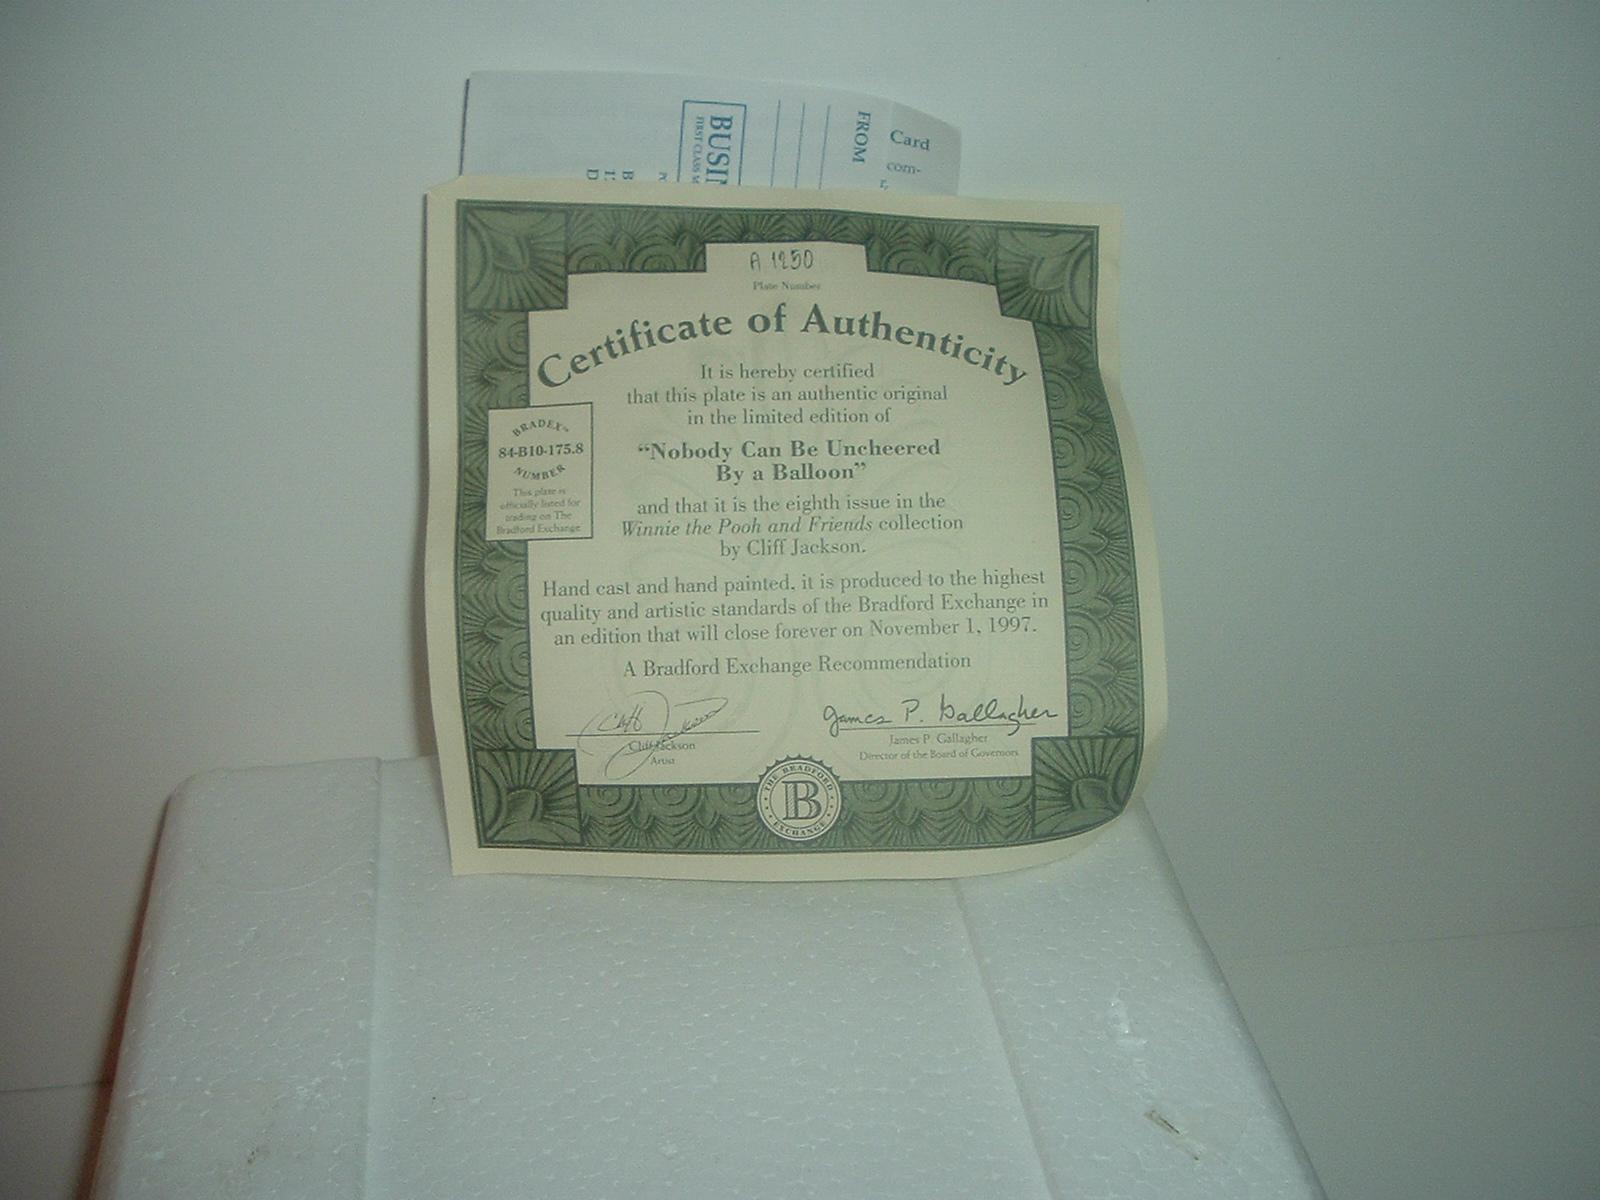 Card
com-
r,
FROM
BUSI
FIRST CLASS M
A 1250
Plate Number
Certificate of Authenticity
It is hereby certified
that this plate is an authentic original
in the limited edition of
“Nobody Can Be Uncheered
By a Balloon”
and that it is the eighth issue in the
Winnie the Pooh and Friends collection
by Cliff Jackson.
Hand cast and hand painted, it is produced to the highest
quality and artistic standards of the Bradford Exchange in
an edition that will close forever on November 1, 1997.
A Bradford Exchange Recommendation
BRADEX™
84-B10-175.8
NUMBER
This plate is
officially listed for
trading on The
Bradford Exchange
Cliff Jackson
Cliff Jackson
Artist
James P. Gallagher
James P. Gallagher
Director of the Board of Governors
THE BRADFORD
B
EXCHANGE